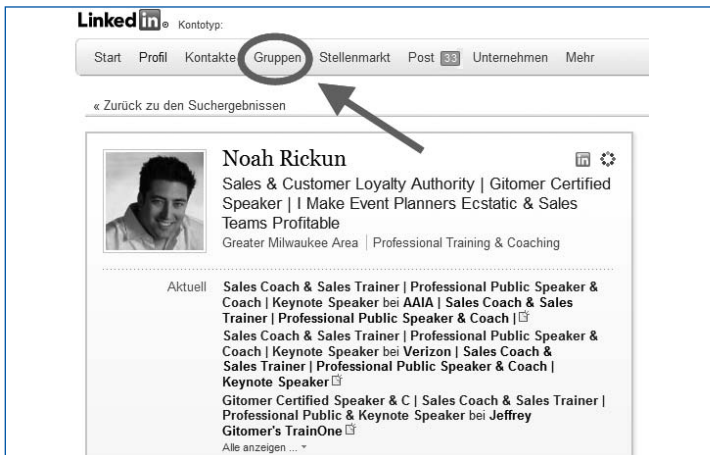 Linked in® Kontotyp:
Start Profil Kontakte Gruppen Stellenmarkt Post 33 Unternehmen Mehr
« Zurück zu den Suchergebnissen
Noah Rickun
in
Sales & Customer Loyalty Authority | Gitomer Certified
Speaker | I Make Event Planners Ecstatic & Sales
Teams Profitable
Greater Milwaukee Area | Professional Training & Coaching
Aktuell Sales Coach & Sales Trainer | Professional Public Speaker &
Coach | Keynote Speaker bei AAIA | Sales Coach & Sales
Trainer | Professional Public Speaker & Coach |
Sales Coach & Sales Trainer | Professional Public Speaker &
Coach | Keynote Speaker bei Verizon | Sales Coach &
Sales Trainer | Professional Public Speaker & Coach |
Keynote Speaker
Gitomer Certified Speaker & C | Sales Coach & Sales Trainer |
Professional Public & Keynote Speaker bei Jeffrey
Gitomer's TrainOne
Alle anzeigen ...